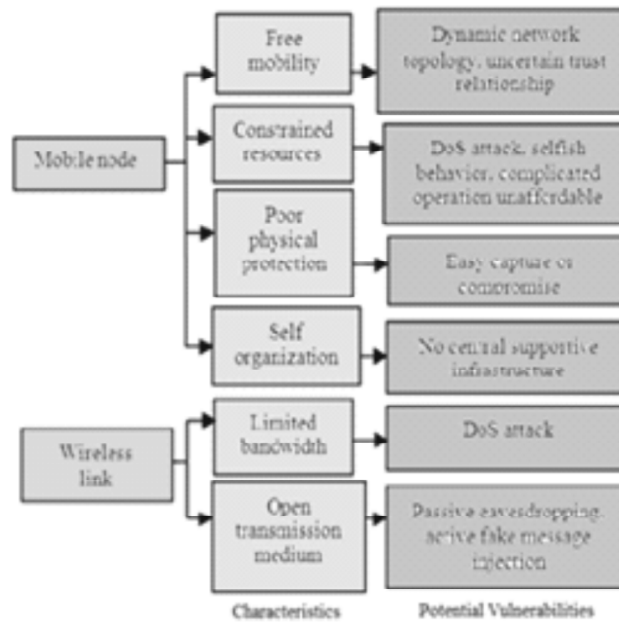 Free
mobility
Dynamic network
topology, uncertain trust
relationship
Mobile node
Constrained
resources
DoS attack, selfish
behavior, complicated
operation unaffordable
Poor
physical
protection
Easy capture or
compromise
Self
organization
No central supportive
infrastructure
Wireless
link
Limited
bandwidth
DoS attack
Open
transmission
medium
Passive eavesdropping,
active fake message
injection
Characteristics
Potential Vulnerabilities